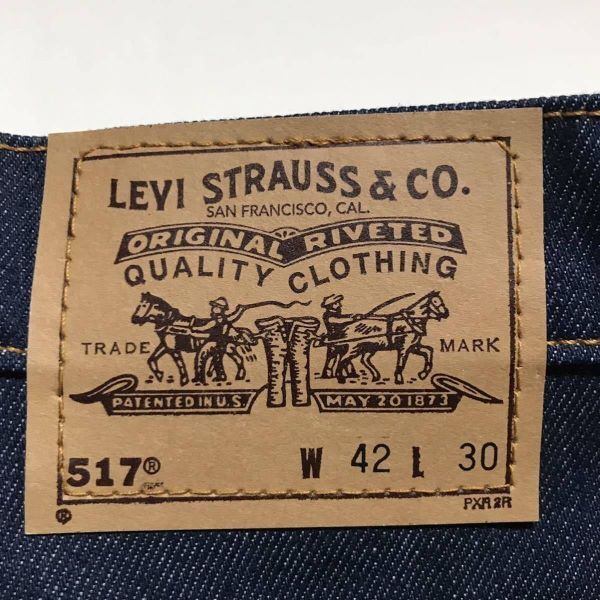 LEVI STRAUSS & CO.
SAN FRANCISCO, CAL.
ORIGINAL RIVETED
QUALITY CLOTHING
TRADE MARK
PATENTED IN U.S. MAY 20 1873
517® W 42 L 30
® PXR 2R